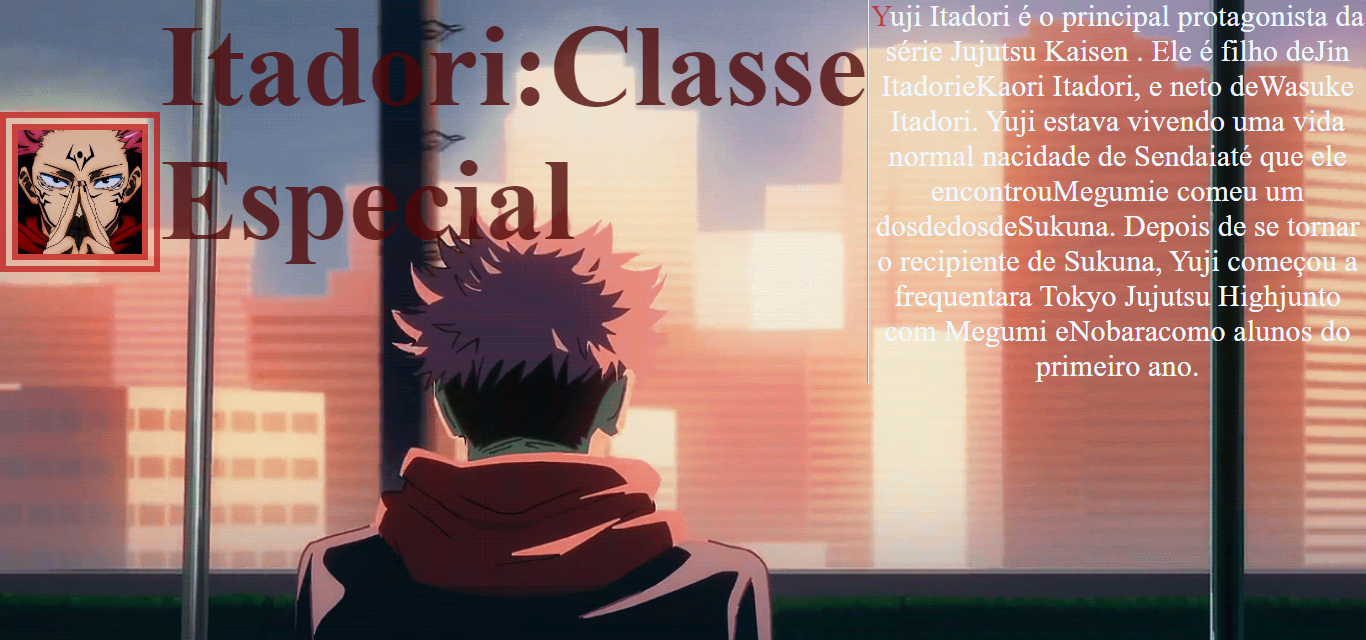 Itadori:Classe
Especial
Yuji Itadori é o principal protagonista da
série Jujutsu Kaisen . Ele é filho deJin
ItadorieKaori Itadori, e neto deWasuke
Itadori. Yuji estava vivendo uma vida
normal nacidade de Sendaiaté que ele
encontrouMegumie comeu um
dosdedosdeSukuna. Depois de se tornar
o recipiente de Sukuna, Yuji começou a
frequentara Tokyo Jujutsu Highjunto
com Megumi eNobaracomo alunos do
primeiro ano.